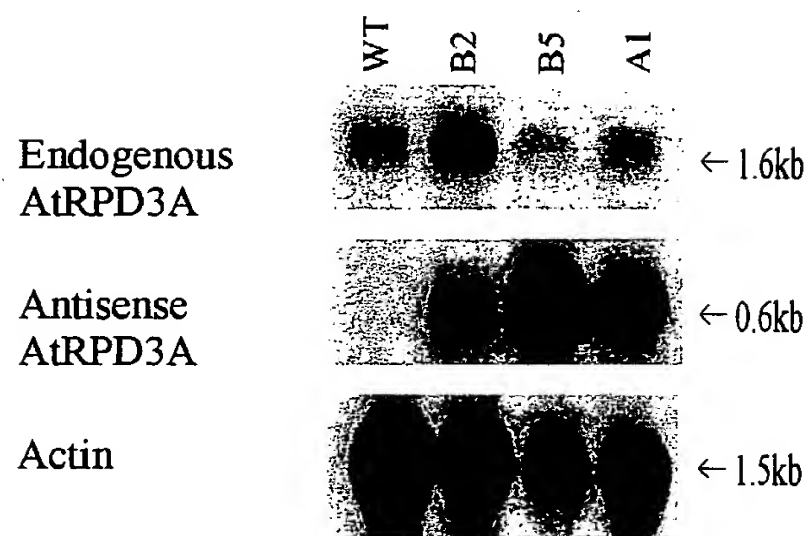 WT B2 B5 A1
Endogenous
AtRPD3A
←1.6kb
Antisense
AtRPD3A
←0.6kb
Actin
←1.5kb